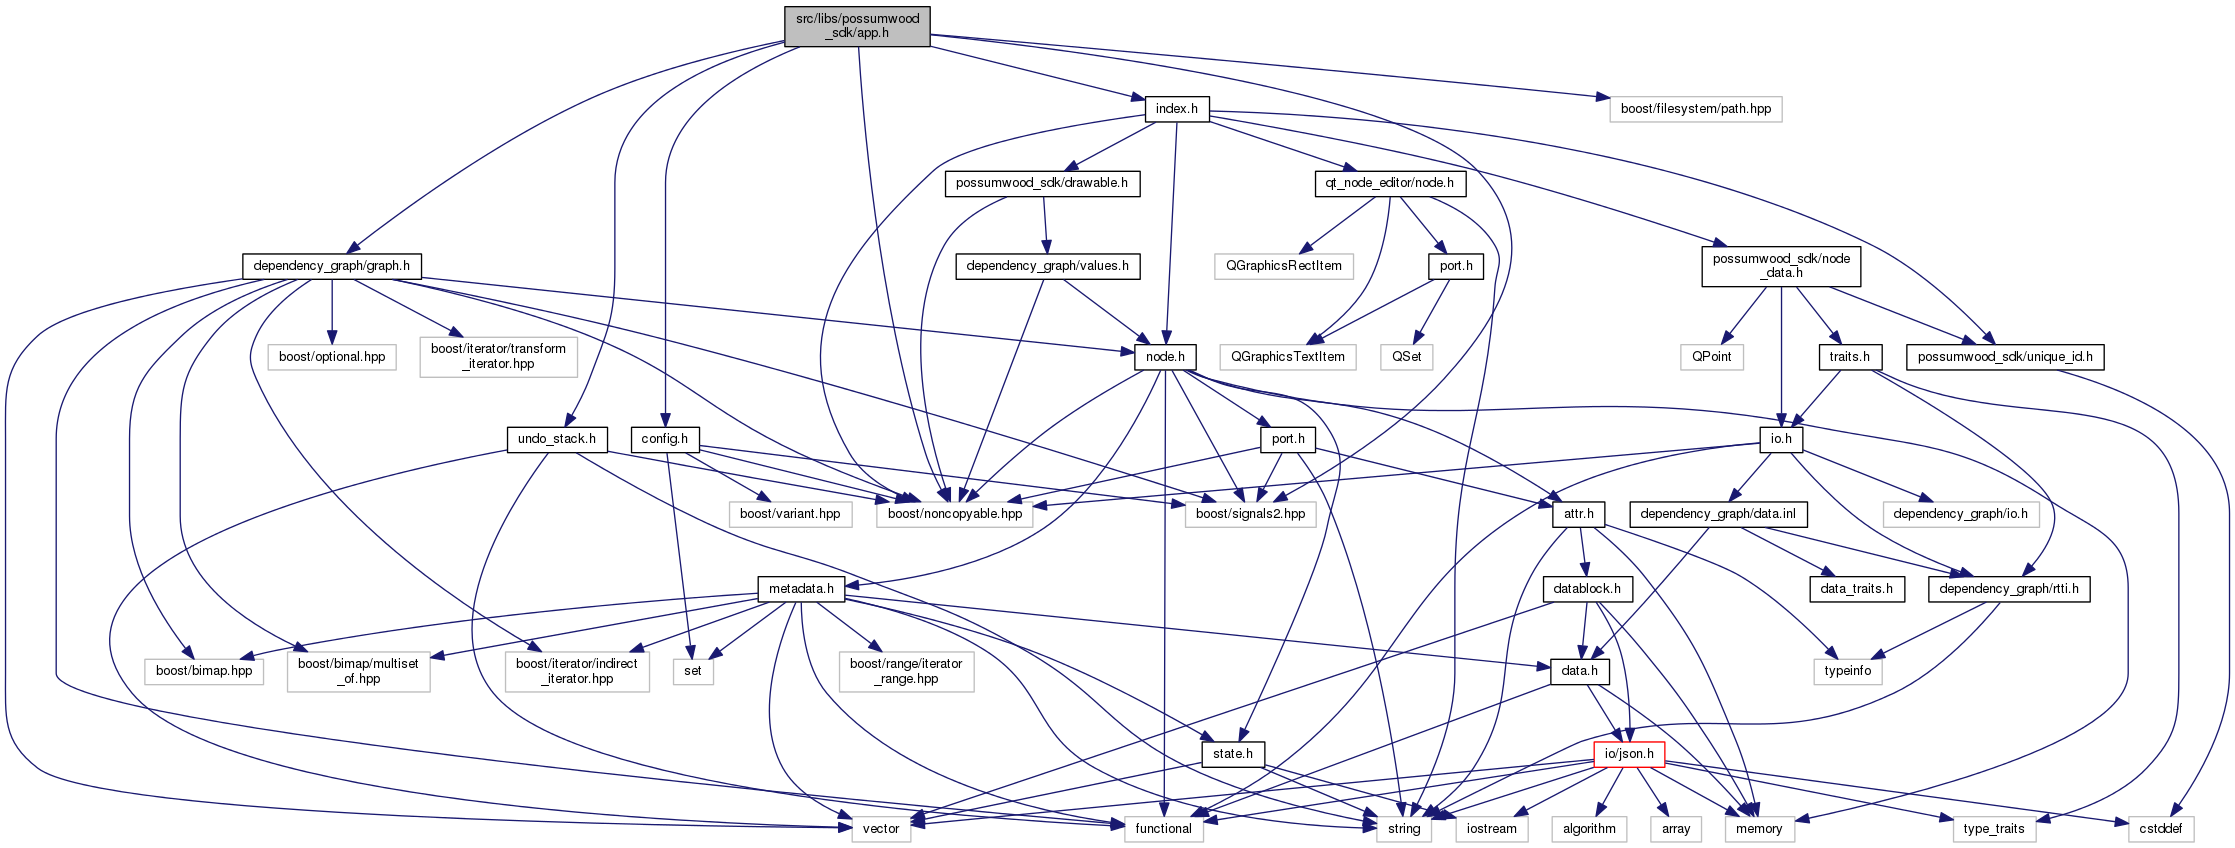 src/libs/possumwood
_sdk/app.h
index.h
boost/filesystem/path.hpp
possumwood_sdk/drawable.h
qt_node_editor/node.h
dependency_graph/graph.h
dependency_graph/values.h
QGraphicsRectItem
port.h
possumwood_sdk/node
_data.h
boost/optional.hpp
boost/iterator/transform
_iterator.hpp
node.h
QGraphicsTextItem
QSet
QPoint
traits.h
possumwood_sdk/unique_id.h
undo_stack.h
config.h
port.h
io.h
boost/variant.hpp
boost/noncopyable.hpp
boost/signals2.hpp
attr.h
dependency_graph/data.inl
dependency_graph/io.h
metadata.h
datablock.h
data_traits.h
dependency_graph/rtti.h
boost/bimap.hpp
boost/bimap/multiset
_of.hpp
boost/iterator/indirect
_iterator.hpp
set
boost/range/iterator
_range.hpp
data.h
typeinfo
state.h
io/json.h
vector
functional
string
iostream
algorithm
array
memory
type_traits
cstddef